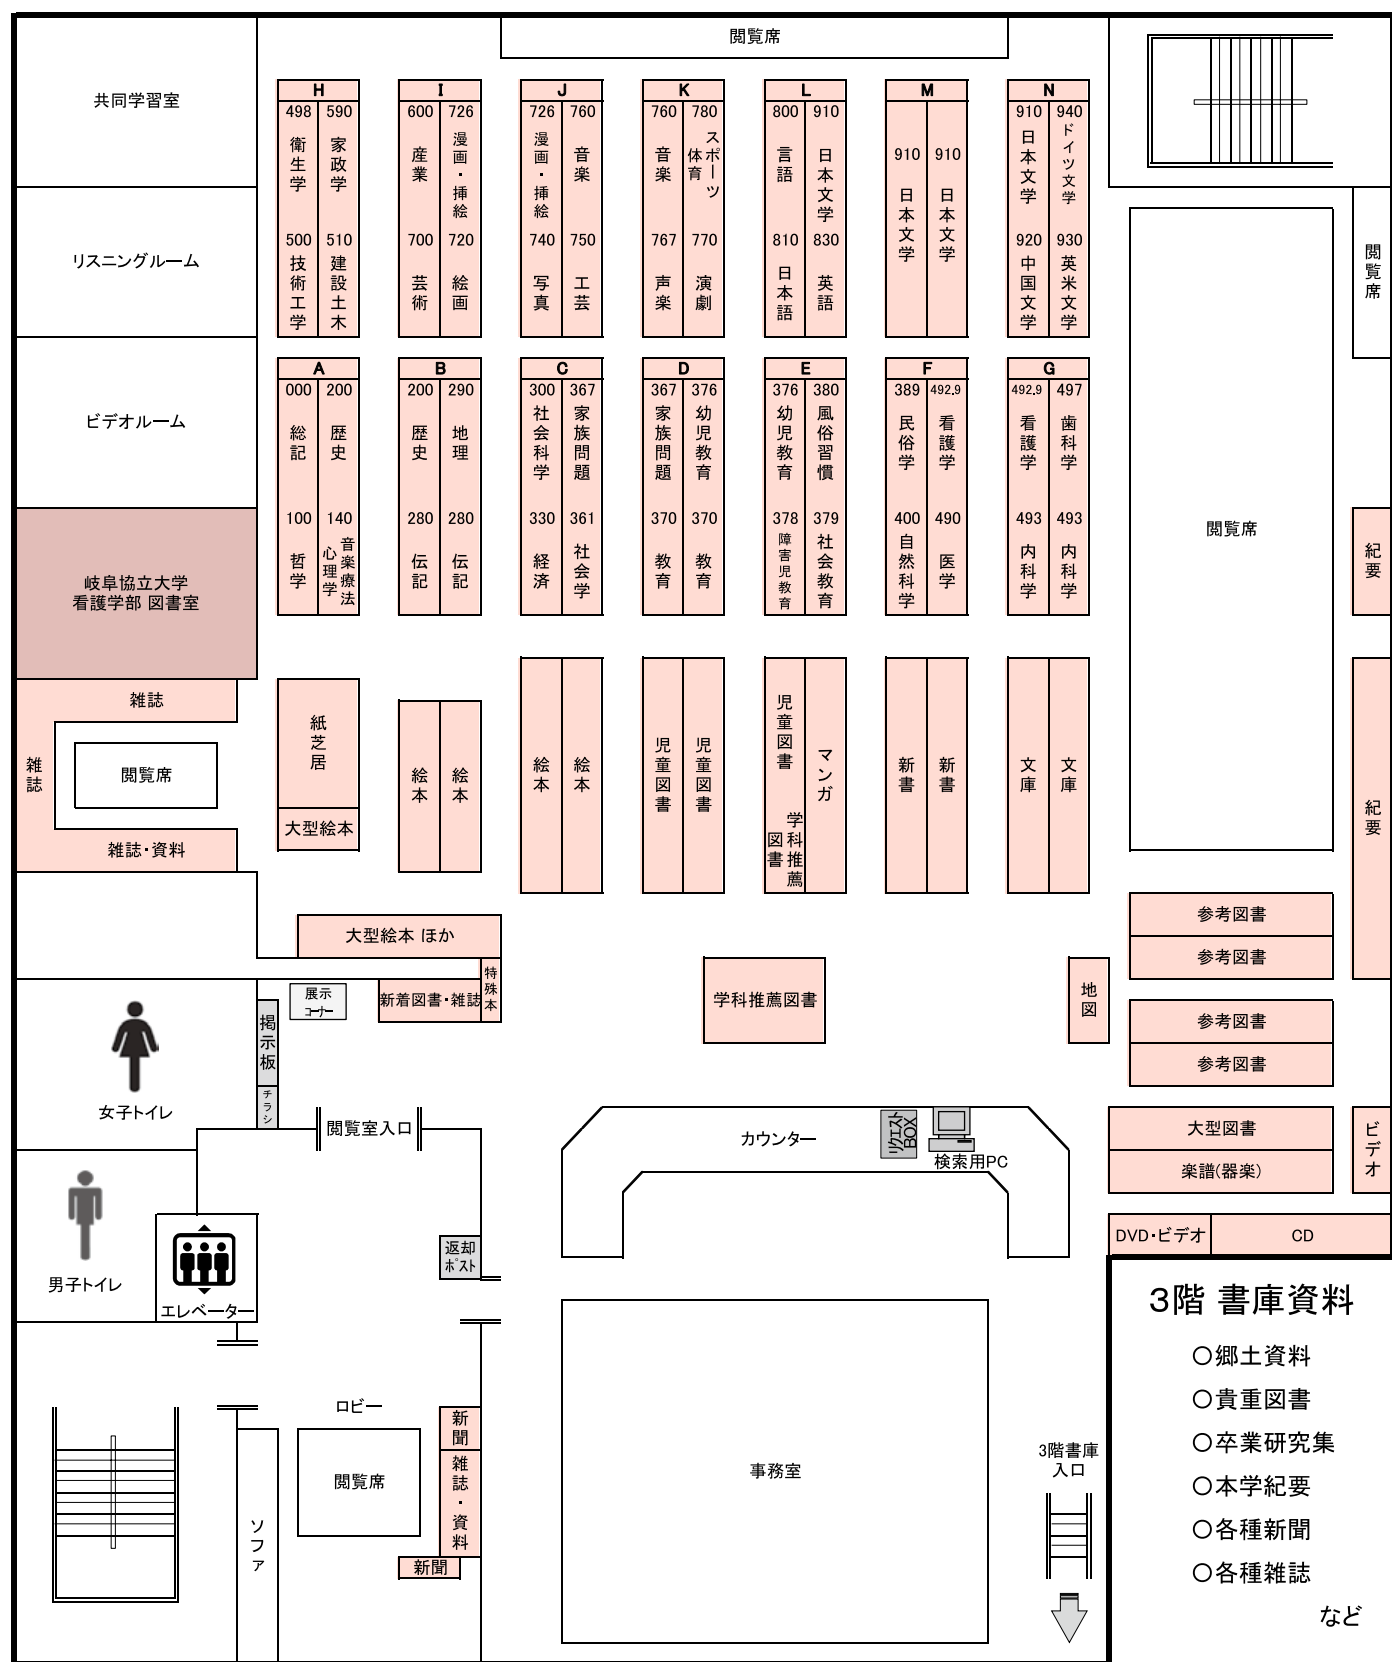 閲覧席
共同学習室
リスニングルーム
ビデオルーム
岐阜協立大学
看護学部 図書室
H
498 590
衛生学
家政学
500 510
技術工学
建設土木
I
600 726
産業
漫画・挿絵
700 720
芸術
絵画
J
726 760
漫画・挿絵
音楽
740 750
写真
工芸
K
760 780
音楽
スポーツ
体育
767 770
声楽
演劇
L
800 910
言語
日本文学
810 830
日本語
英語
M
910 910
日本文学
日本文学
N
910 940
日本文学
ドイツ文学
920 930
中国文学
英米文学
閲覧席
A
000 200
総記
歴史
100 140
哲学
音楽療法
心理学
B
200 290
歴史
地理
280 280
伝記
伝記
C
300 367
社会科学
家族問題
330 361
経済
社会学
D
367 376
家族問題
幼児教育
370 370
教育
教育
E
376 380
幼児教育
風俗習慣
378 379
障害児教育
社会教育
F
389 492.9
民俗学
看護学
400 490
自然科学
医学
G
492.9 497
看護学
歯科学
493 493
内科学
内科学
閲覧席
紀要
雑誌
雑誌
閲覧席
雑誌・資料
紙芝居
大型絵本
絵本
絵本
絵本
絵本
児童図書
児童図書
児童図書
学科推薦
図書
マンガ
新書
新書
文庫
文庫
紀要
参考図書
参考図書
参考図書
参考図書
大型絵本 ほか
特殊本
新着図書・雑誌
展示
コーナー
掲示板
チラシ
学科推薦図書
地図
女子トイレ
男子トイレ
エレベーター
閲覧室入口
カウンター
リクエスト
BOX
検索用PC
大型図書
楽譜(器楽)
ビデオ
DVD・ビデオ
CD
返却
ポスト
ロビー
閲覧席
ソファ
新聞
雑誌・資料
新聞
事務室
3階書庫
入口
3階 書庫資料
○郷土資料
○貴重図書
○卒業研究集
○本学紀要
○各種新聞
○各種雑誌
など